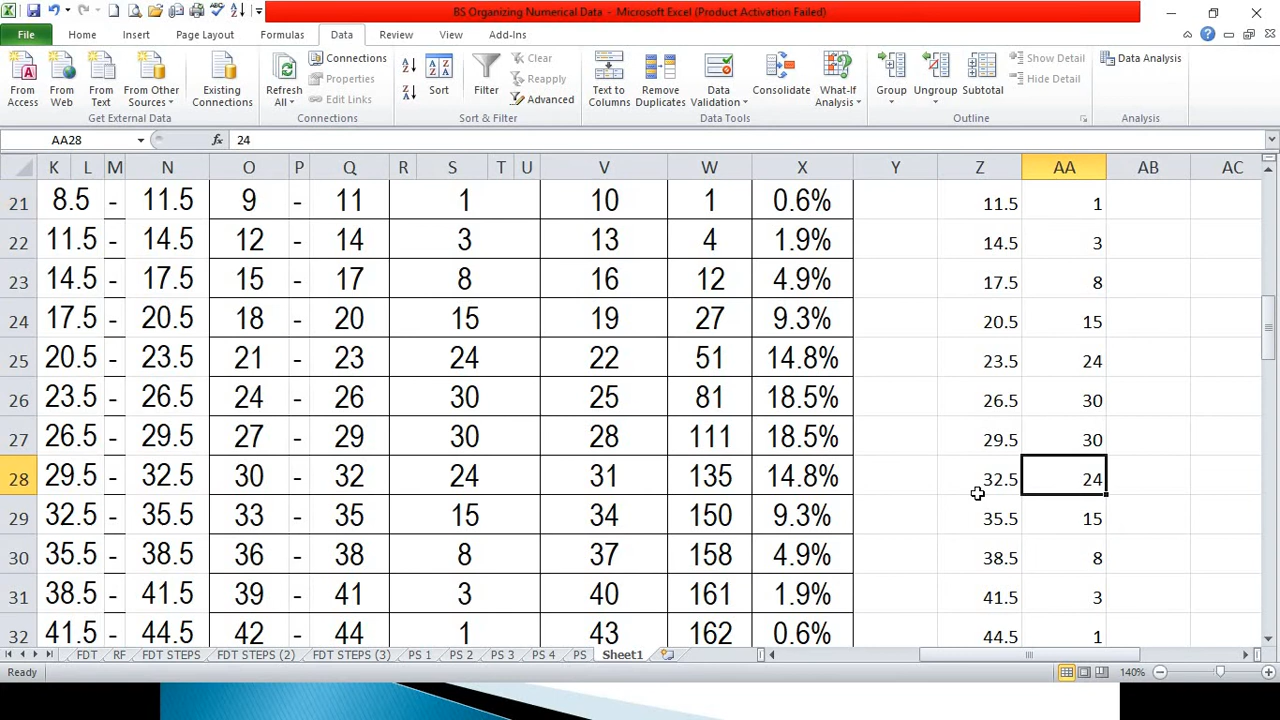 BS Organizing Numerical Data - Microsoft Excel (Product Activation Failed)
File Home Insert Page Layout Formulas Data Review View Add-Ins
From Access
From Web
From Text
From Other Sources
Existing Connections
Get External Data
Refresh All
Connections
Properties
Edit Links
Connections
Sort
Filter
Clear
Reapply
Advanced
Sort & Filter
Text to Columns
Remove Duplicates
Data Validation
Consolidate
What-If Analysis
Data Tools
Group
Ungroup
Subtotal
Show Detail
Hide Detail
Outline
Data Analysis
Analysis
AA28 fx 24
K L M N O P Q R S T U V W X Y Z AA AB AC
21 8.5 - 11.5 9 - 11 1 10 1 0.6% 11.5 1
22 11.5 - 14.5 12 - 14 3 13 4 1.9% 14.5 3
23 14.5 - 17.5 15 - 17 8 16 12 4.9% 17.5 8
24 17.5 - 20.5 18 - 20 15 19 27 9.3% 20.5 15
25 20.5 - 23.5 21 - 23 24 22 51 14.8% 23.5 24
26 23.5 - 26.5 24 - 26 30 25 81 18.5% 26.5 30
27 26.5 - 29.5 27 - 29 30 28 111 18.5% 29.5 30
28 29.5 - 32.5 30 - 32 24 31 135 14.8% 32.5 24
29 32.5 - 35.5 33 - 35 15 34 150 9.3% 35.5 15
30 35.5 - 38.5 36 - 38 8 37 158 4.9% 38.5 8
31 38.5 - 41.5 39 - 41 3 40 161 1.9% 41.5 3
32 41.5 - 44.5 42 - 44 1 43 162 0.6% 44.5 1
FDT RF FDT STEPS FDT STEPS (2) FDT STEPS (3) PS 1 PS 2 PS 3 PS 4 PS Sheet1
Ready 140%